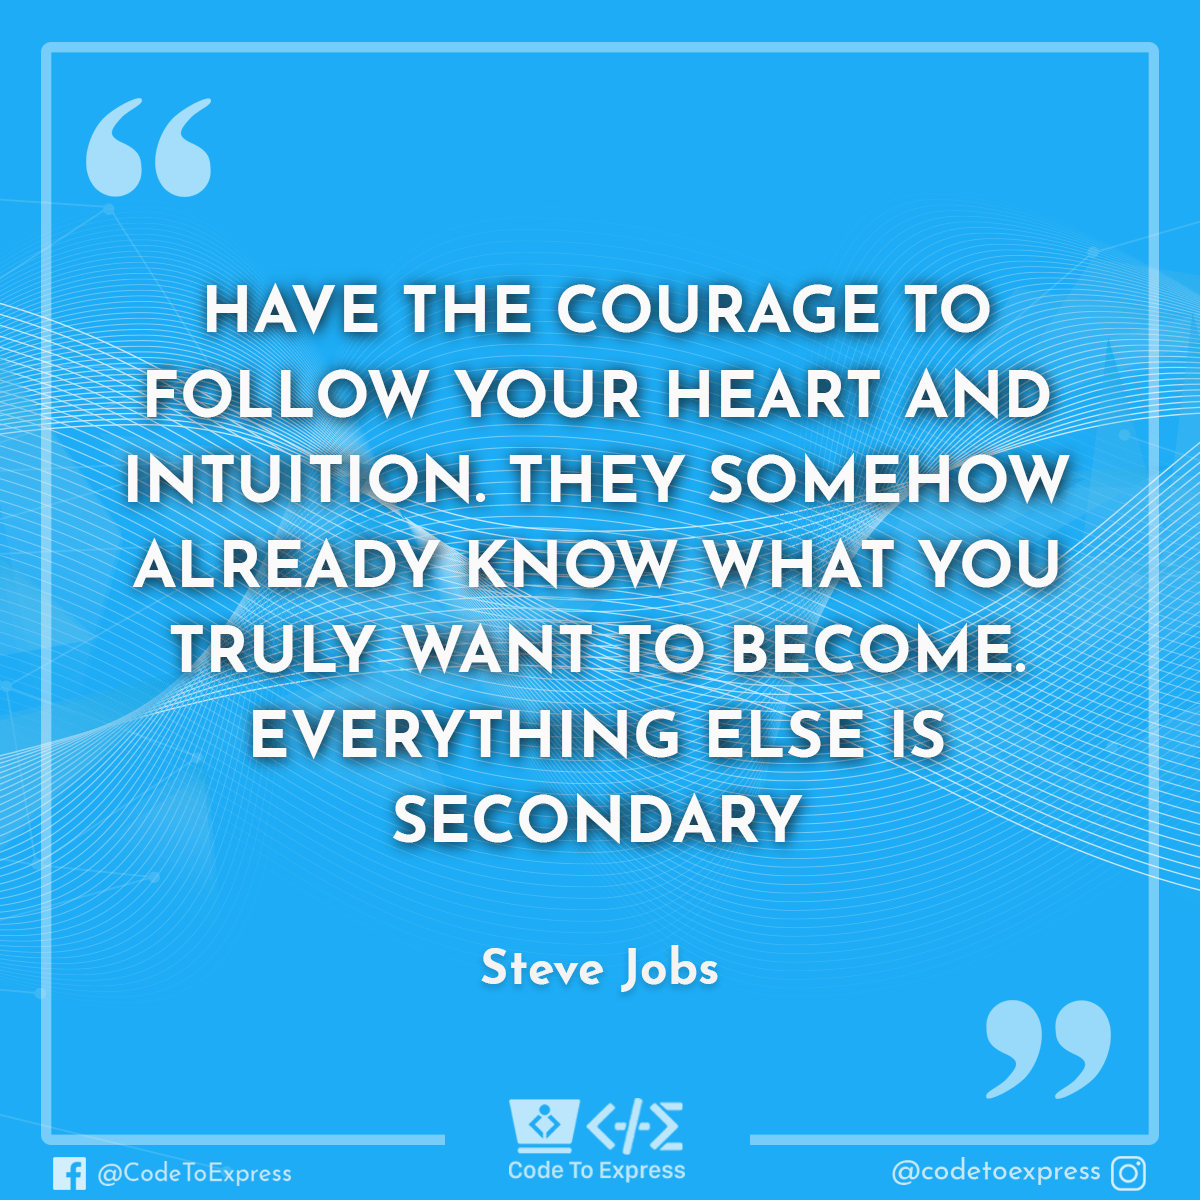 “
HAVE THE COURAGE TO
FOLLOW YOUR HEART AND
INTUITION. THEY SOMEHOW
ALREADY KNOW WHAT YOU
TRULY WANT TO BECOME.
EVERYTHING ELSE IS
SECONDARY
Steve Jobs
”
Code To Express
@CodeToExpress
@codetoexpress